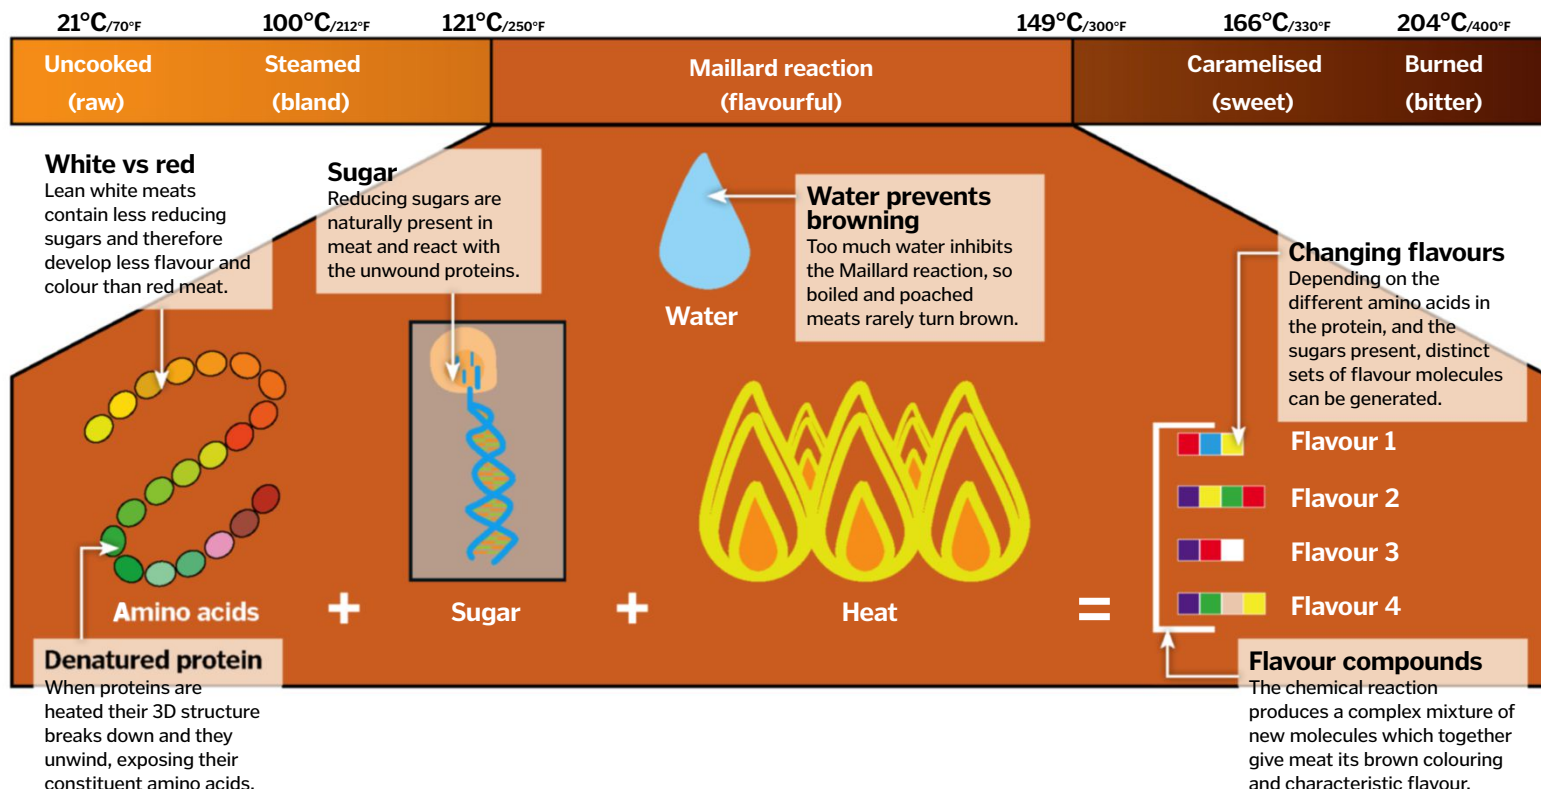 21°C/70°F
100°C/212°F
121°C/250°F
149°C/300°F
166°C/330°F
204°C/400°F
Uncooked
(raw)
Steamed
(bland)
Maillard reaction
(flavourful)
Caramelised
(sweet)
Burned
(bitter)
White vs red
Lean white meats
contain less reducing
sugars and therefore
develop less flavour and
colour than red meat.
Sugar
Reducing sugars are
naturally present in
meat and react with
the unwound proteins.
Water
Water prevents
browning
Too much water inhibits
the Maillard reaction, so
boiled and poached
meats rarely turn brown.
Changing flavours
Depending on the
different amino acids in
the protein, and the
sugars present, distinct
sets of flavour molecules
can be generated.
Flavour 1
Flavour 2
Flavour 3
Flavour 4
Amino acids
+
Sugar
+
Heat
=
Denatured protein
When proteins are
heated their 3D structure
breaks down and they
unwind, exposing their
constituent amino acids.
Flavour compounds
The chemical reaction
produces a complex mixture of
new molecules which together
give meat its brown colouring
and characteristic flavour.